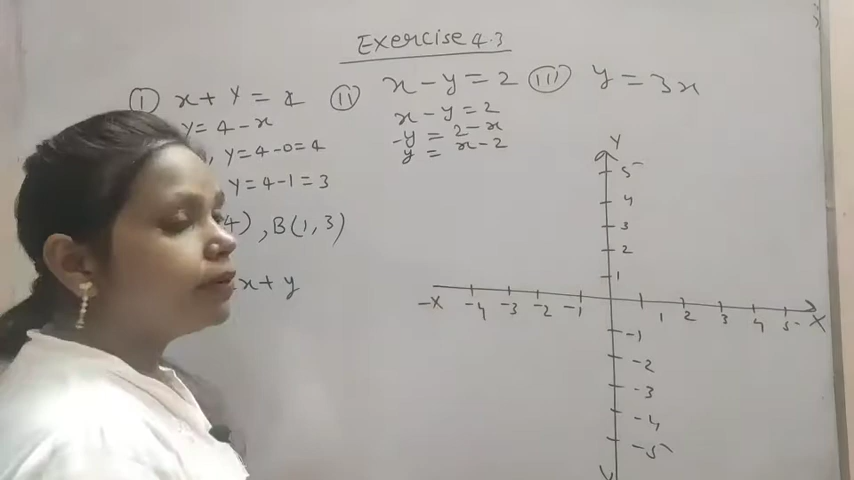 Exercise 4.3
(I) x + y = 4
y = 4 - x
, y = 4 - 0 = 4
y = 4 - 1 = 3
4), B(1, 3)
x + y
(II) x - y = 2
x - y = 2
-y = 2 - x
y = x - 2
(III) y = 3x
Y
5
4
3
2
1
-X -4 -3 -2 -1 1 2 3 4 5 X
-1
-2
-3
-4
-5